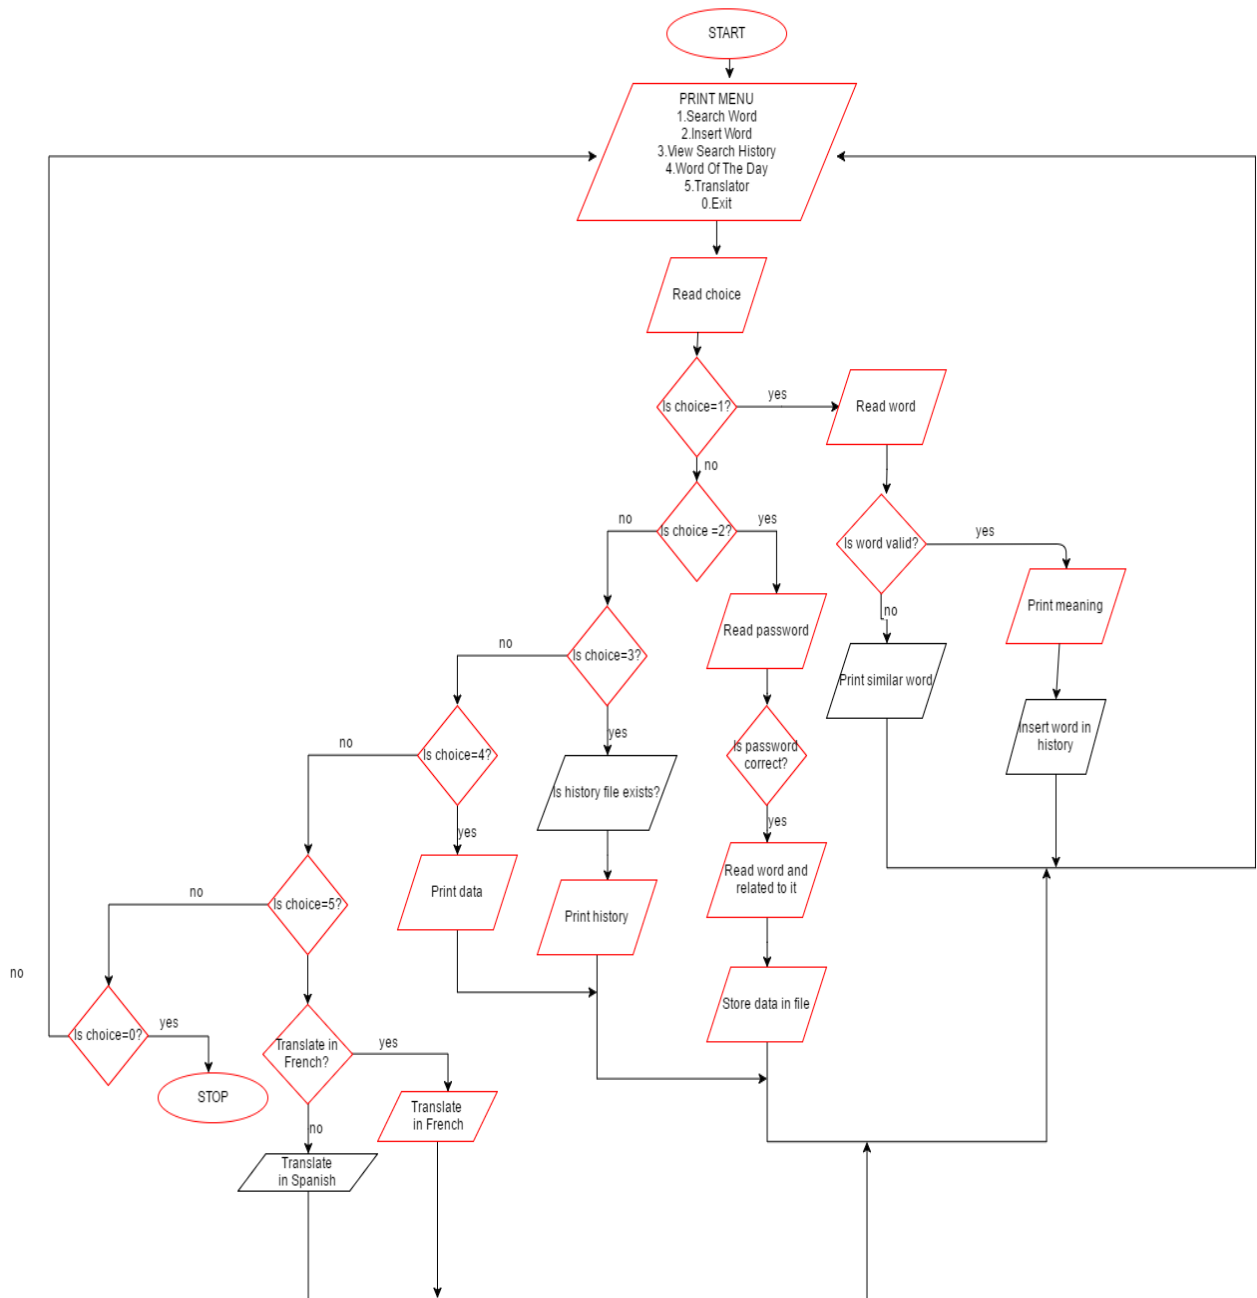 START
PRINT MENU
1.Search Word
2.Insert Word
3.View Search History
4.Word Of The Day
5.Translator
0.Exit
Read choice
Is choice=1?
yes
Read word
no
Is choice =2?
no
yes
Is word valid?
yes
no
Print meaning
Read password
Is choice=3?
no
yes
Print similar word
Insert word in
history
Is password
correct?
yes
Is choice=4?
no
yes
Is history file exists?
Read word and
related to it
Print data
Print history
Is choice=5?
no
no
Store data in file
Is choice=0?
yes
STOP
Translate in
French?
yes
no
Translate
in French
Translate
in Spanish